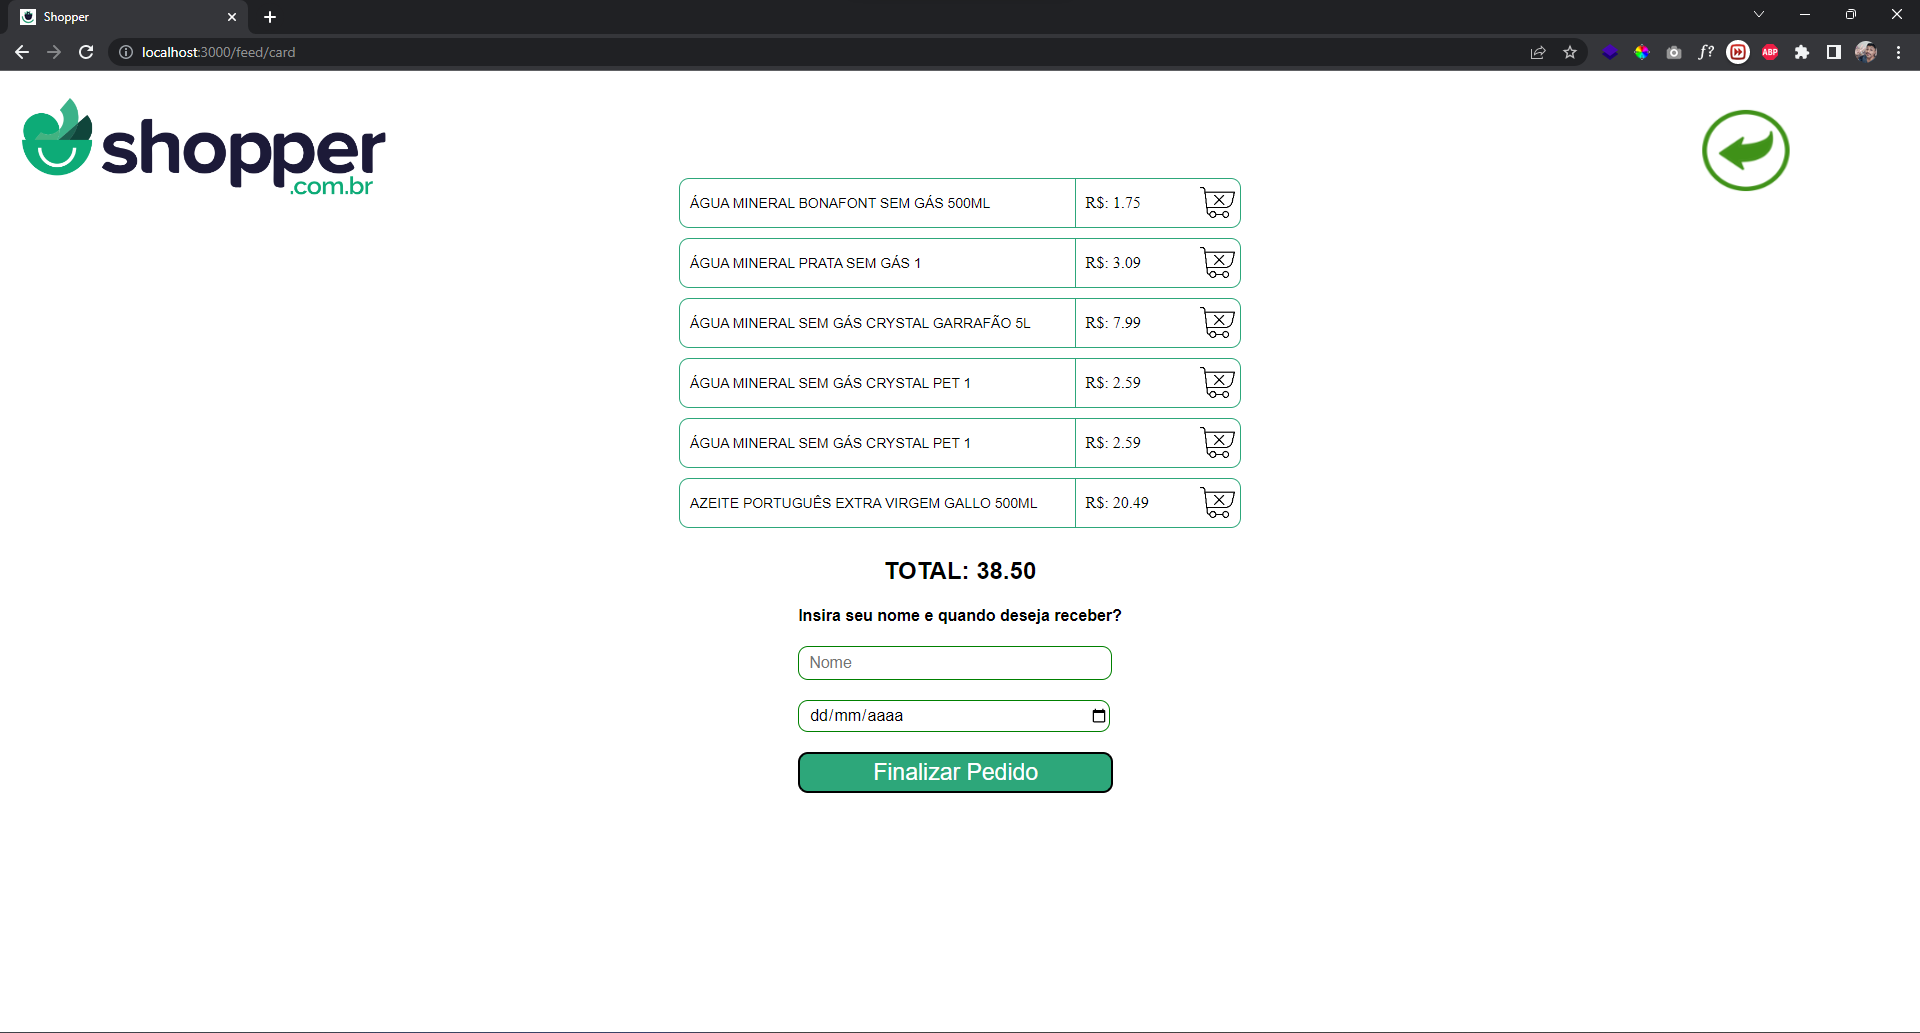 Shopper
localhost:3000/feed/card
f?
ABP
shopper
.com.br
ÁGUA MINERAL BONAFONT SEM GÁS 500ML R$: 1.75
ÁGUA MINERAL PRATA SEM GÁS 1 R$: 3.09
ÁGUA MINERAL SEM GÁS CRYSTAL GARRAFÃO 5L R$: 7.99
ÁGUA MINERAL SEM GÁS CRYSTAL PET 1 R$: 2.59
ÁGUA MINERAL SEM GÁS CRYSTAL PET 1 R$: 2.59
AZEITE PORTUGUÊS EXTRA VIRGEM GALLO 500ML R$: 20.49
TOTAL: 38.50
Insira seu nome e quando deseja receber?
Nome
dd/mm/aaaa
Finalizar Pedido